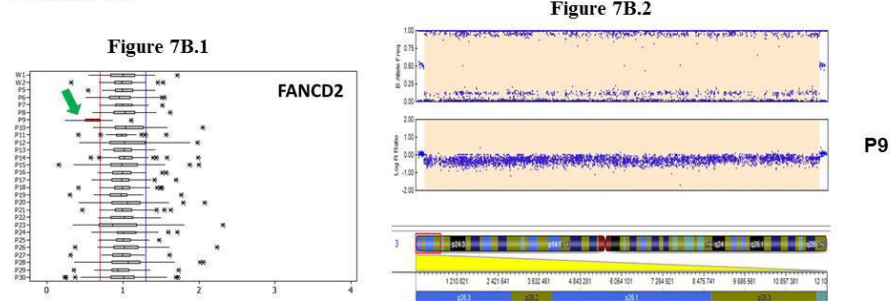 Figure 7B.1
FANCD2
W1
W2
P5
P6
P7
P8
P9
P10
P11
P12
P13
P14
P15
P16
P17
P18
P19
P20
P21
P22
P23
P24
P25
P26
P27
P28
P29
P30
0 1 2 3 4
Figure 7B.2
B Allele Freq
1.00
0.75
0.50
0.25
0.00
Log R Ratio
2.00
1.00
0.00
-1.00
-2.00
P9
3
p24.3
q26.1
1 210 821 2 421 641 3 632 461 4 843 281 6 054 101 7 264 921 8 475 741 9 686 561 10 897 381 12 10
p26.3 p26.2 p26.1 p25.3